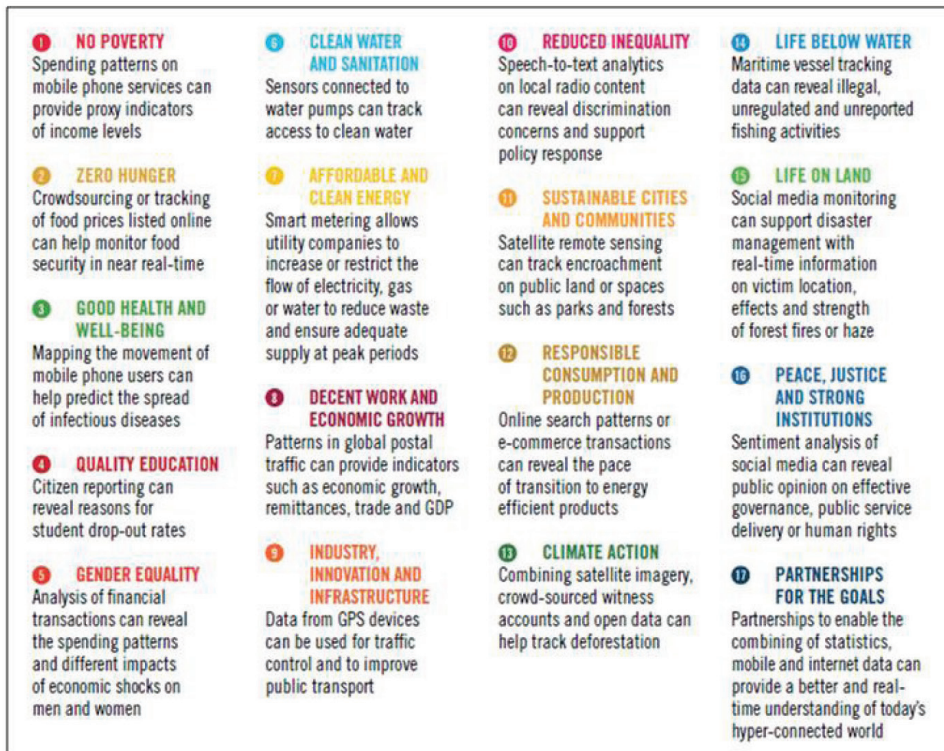 1 NO POVERTY
Spending patterns on
mobile phone services can
provide proxy indicators
of income levels
2 ZERO HUNGER
Crowdsourcing or tracking
of food prices listed online
can help monitor food
security in near real-time
3 GOOD HEALTH AND
WELL-BEING
Mapping the movement of
mobile phone users can
help predict the spread
of infectious diseases
4 QUALITY EDUCATION
Citizen reporting can
reveal reasons for
student drop-out rates
5 GENDER EQUALITY
Analysis of financial
transactions can reveal
the spending patterns
and different impacts
of economic shocks on
men and women
6 CLEAN WATER
AND SANITATION
Sensors connected to
water pumps can track
access to clean water
7 AFFORDABLE AND
CLEAN ENERGY
Smart metering allows
utility companies to
increase or restrict the
flow of electricity, gas
or water to reduce waste
and ensure adequate
supply at peak periods
8 DECENT WORK AND
ECONOMIC GROWTH
Patterns in global postal
traffic can provide indicators
such as economic growth,
remittances, trade and GDP
9 INDUSTRY,
INNOVATION AND
INFRASTRUCTURE
Data from GPS devices
can be used for traffic
control and to improve
public transport
10 REDUCED INEQUALITY
Speech-to-text analytics
on local radio content
can reveal discrimination
concerns and support
policy response
11 SUSTAINABLE CITIES
AND COMMUNITIES
Satellite remote sensing
can track encroachment
on public land or spaces
such as parks and forests
12 RESPONSIBLE
CONSUMPTION AND
PRODUCTION
Online search patterns or
e-commerce transactions
can reveal the pace
of transition to energy
efficient products
13 CLIMATE ACTION
Combining satellite imagery,
crowd-sourced witness
accounts and open data can
help track deforestation
14 LIFE BELOW WATER
Maritime vessel tracking
data can reveal illegal,
unregulated and unreported
fishing activities
15 LIFE ON LAND
Social media monitoring
can support disaster
management with
real-time information
on victim location,
effects and strength
of forest fires or haze
16 PEACE, JUSTICE
AND STRONG
INSTITUTIONS
Sentiment analysis of
social media can reveal
public opinion on effective
governance, public service
delivery or human rights
17 PARTNERSHIPS
FOR THE GOALS
Partnerships to enable the
combining of statistics,
mobile and internet data can
provide a better and real-
time understanding of today's
hyper-connected world